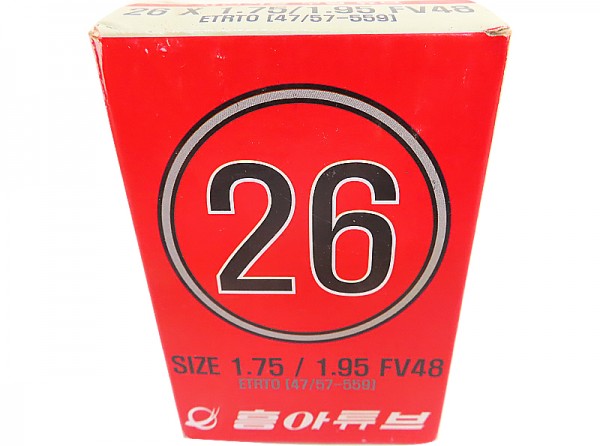 26 X 1.75/1.95 FV48
ETRTO [47/57-559]
26
SIZE 1.75 / 1.95 FV48
ETRTO [47/57-559]
흥아튜브